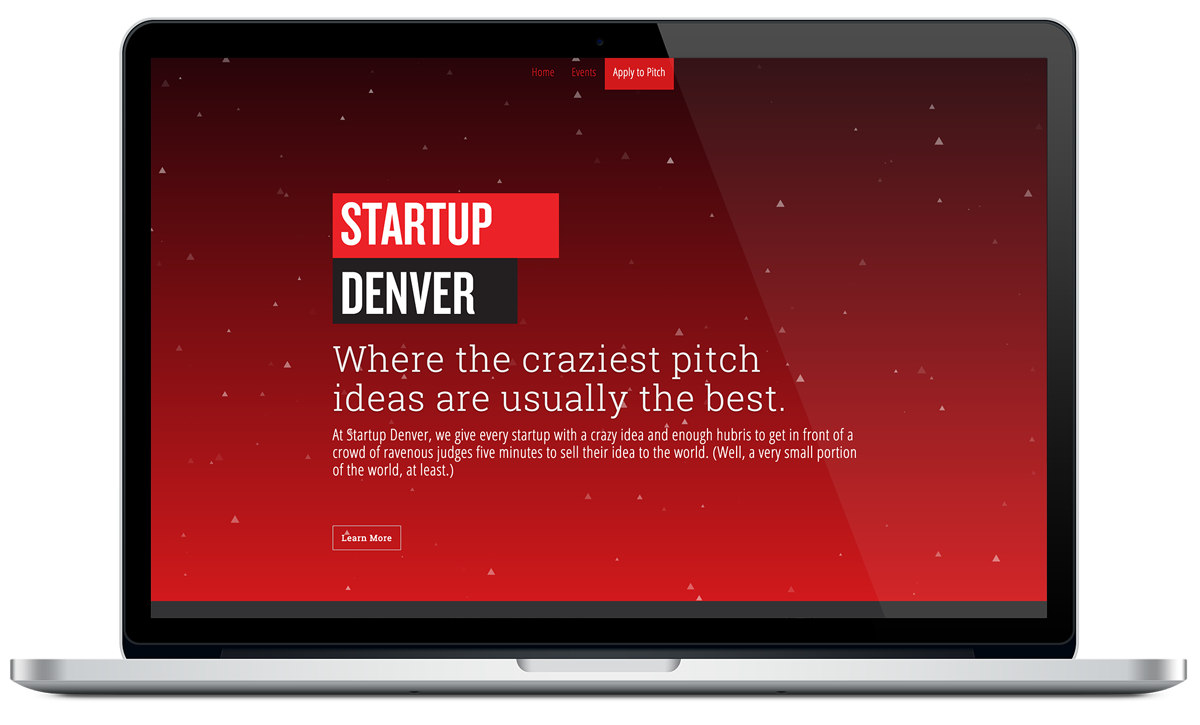 Home Events Apply to Pitch
STARTUP
DENVER
Where the craziest pitch
ideas are usually the best.
At Startup Denver, we give every startup with a crazy idea and enough hubris to get in front of a
crowd of ravenous judges five minutes to sell their idea to the world. (Well, a very small portion
of the world, at least.)
Learn More